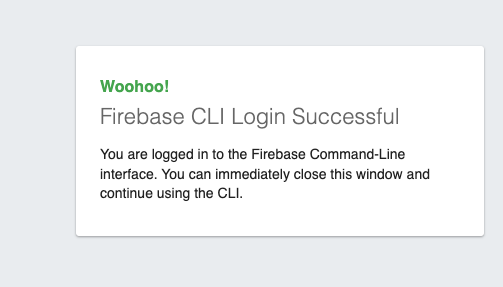 Woohoo!
Firebase CLI Login Successful
You are logged in to the Firebase Command-Line
interface. You can immediately close this window and
continue using the CLI.